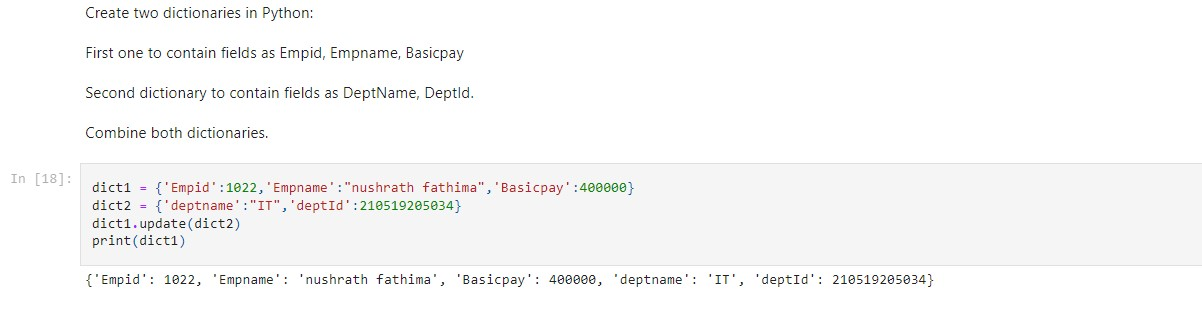 Create two dictionaries in Python:
First one to contain fields as Empid, Empname, Basicpay
Second dictionary to contain fields as DeptName, DeptId.
Combine both dictionaries.
In [18]:
dict1 = {'Empid':1022,'Empname':"nushrath fathima",'Basicpay':400000}
dict2 = {'deptname':"IT",'deptId':210519205034}
dict1.update(dict2)
print(dict1)
{'Empid': 1022, 'Empname': 'nushrath fathima', 'Basicpay': 400000, 'deptname': 'IT', 'deptId': 210519205034}